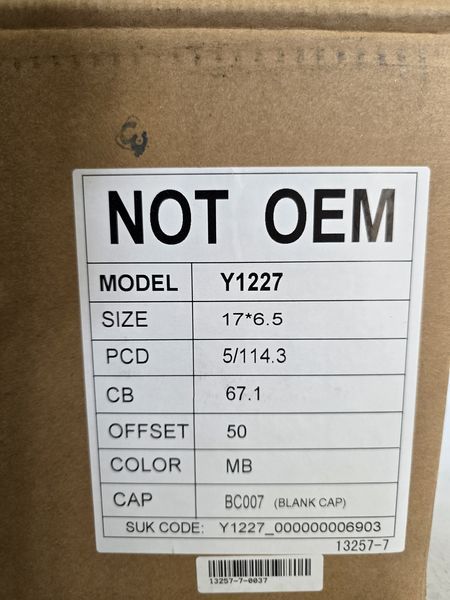 NOT OEM
MODEL Y1227
SIZE 17*6.5
PCD 5/114.3
CB 67.1
OFFSET 50
COLOR MB
CAP BC007 (BLANK CAP)
SUK CODE: Y1227_000000006903
13257-7
13257-7-0037